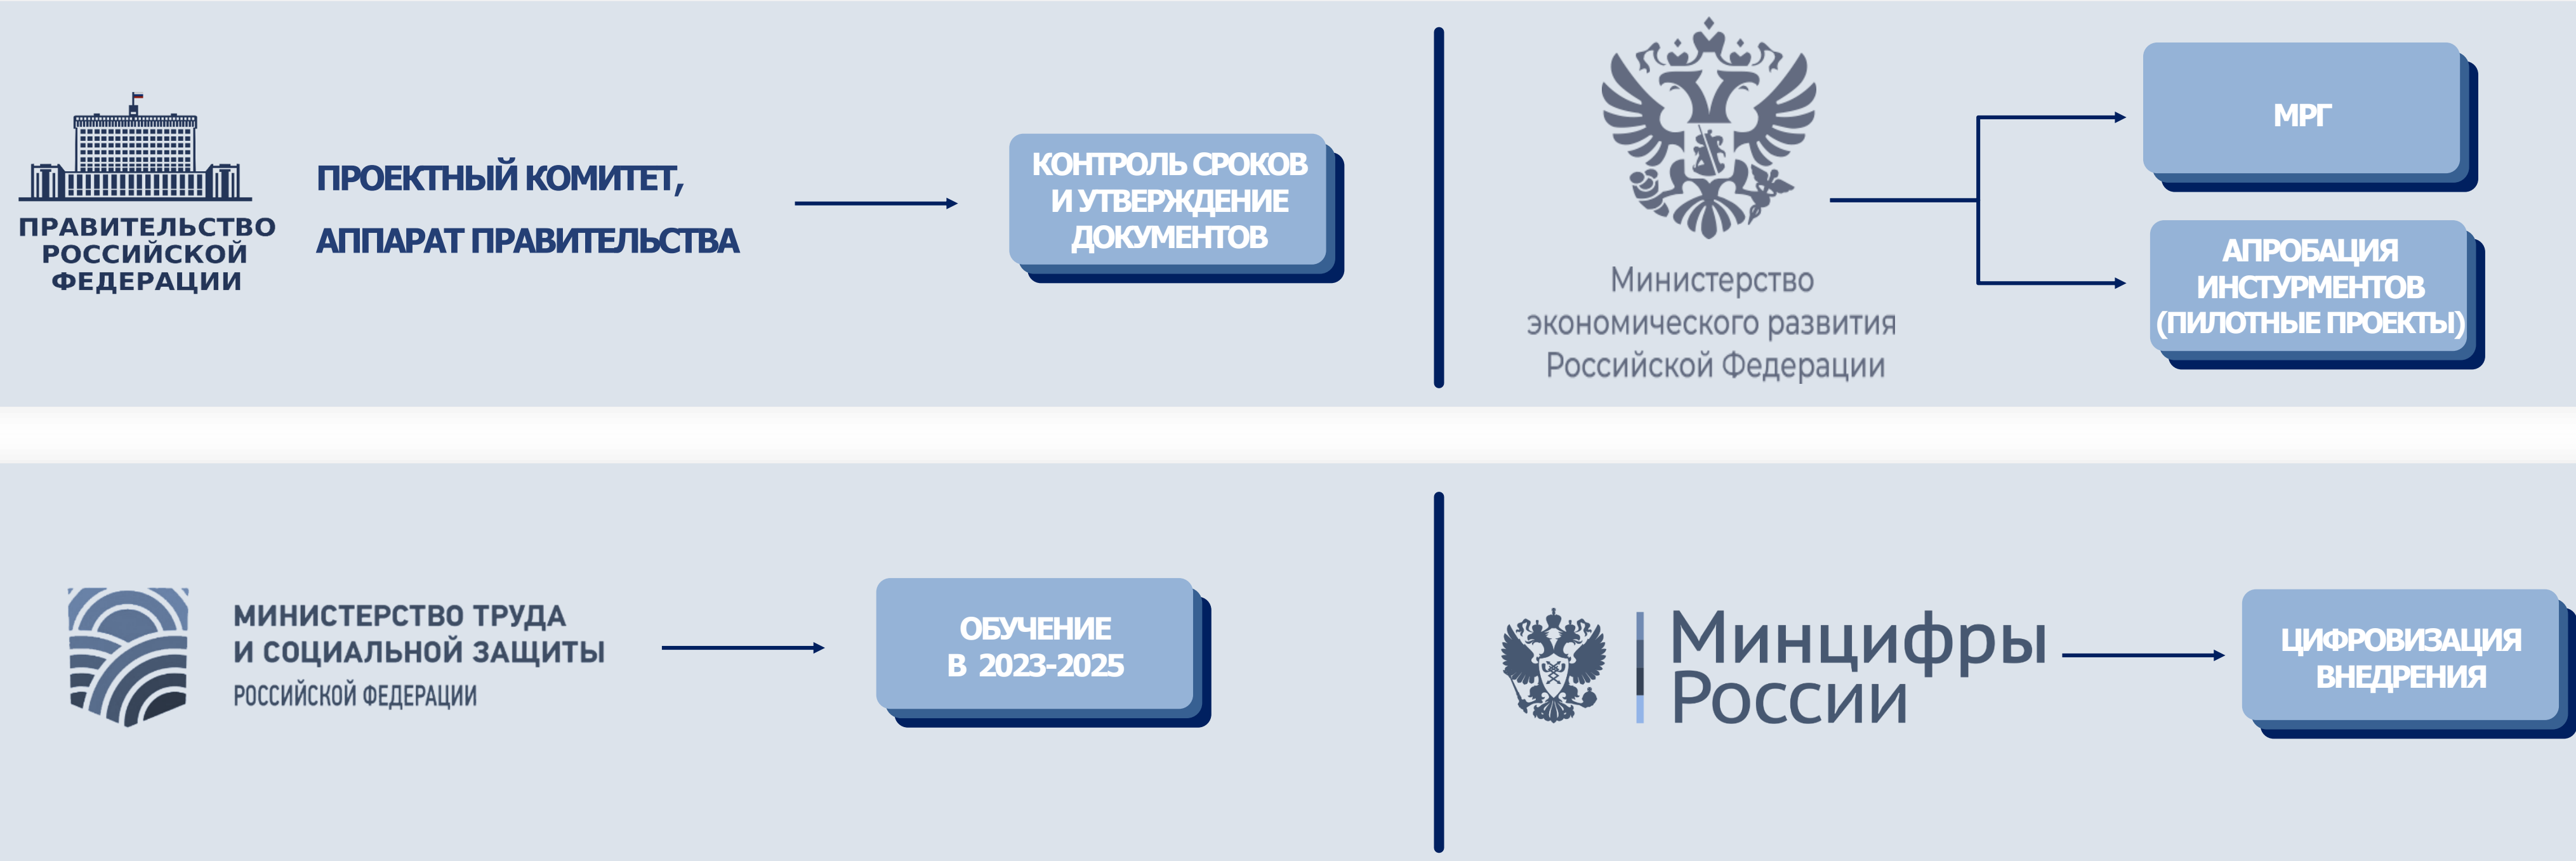 ПРАВИТЕЛЬСТВО
РОССИЙСКОЙ
ФЕДЕРАЦИИ
ПРОЕКТНЫЙ КОМИТЕТ,
АППАРАТ ПРАВИТЕЛЬСТВА
КОНТРОЛЬ СРОКОВ
И УТВЕРЖДЕНИЕ
ДОКУМЕНТОВ
Министерство
экономического развития
Российской Федерации
МРГ
АПРОБАЦИЯ
ИНСТУРМЕНТОВ
(ПИЛОТНЫЕ ПРОЕКТЫ)
МИНИСТЕРСТВО ТРУДА
И СОЦИАЛЬНОЙ ЗАЩИТЫ
РОССИЙСКОЙ ФЕДЕРАЦИИ
ОБУЧЕНИЕ
В 2023-2025
Минцифры
России
ЦИФРОВИЗАЦИЯ
ВНЕДРЕНИЯ